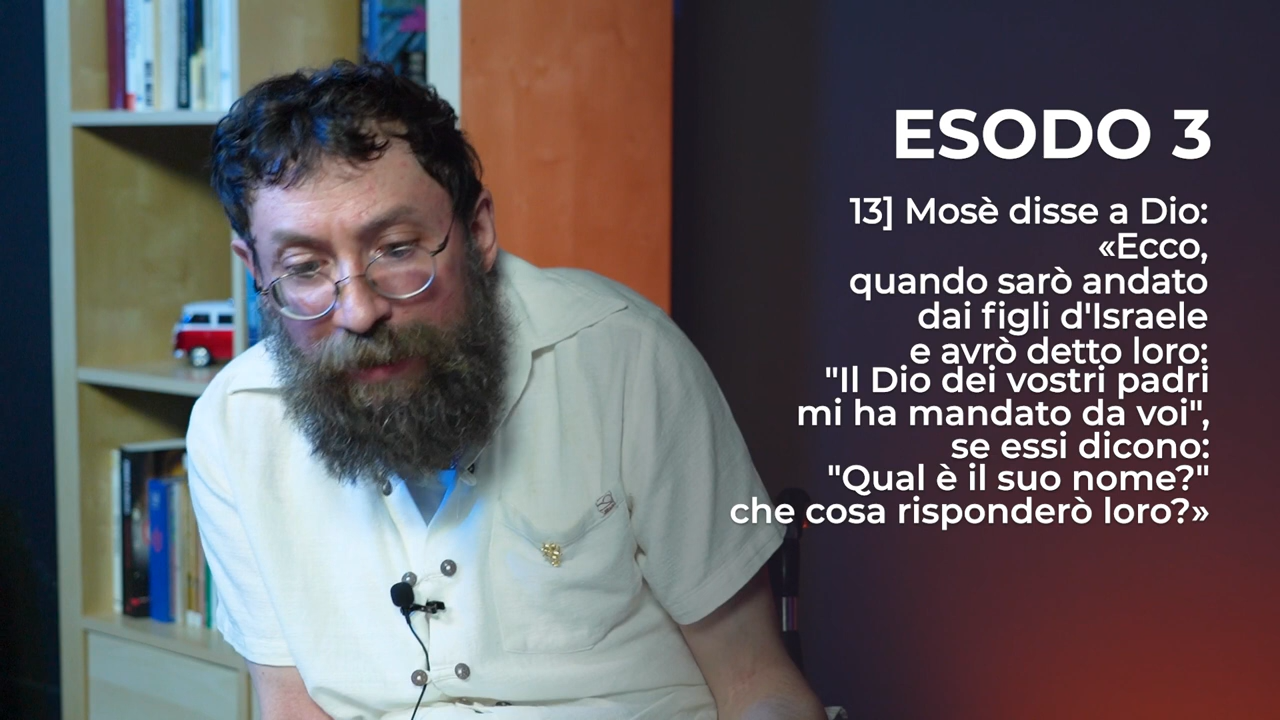 ESODO 3
13] Mosè disse a Dio:
«Ecco,
quando sarò andato
dai figli d'Israele
e avrò detto loro:
"Il Dio dei vostri padri
mi ha mandato da voi",
se essi dicono:
"Qual è il suo nome?"
che cosa risponderò loro?»